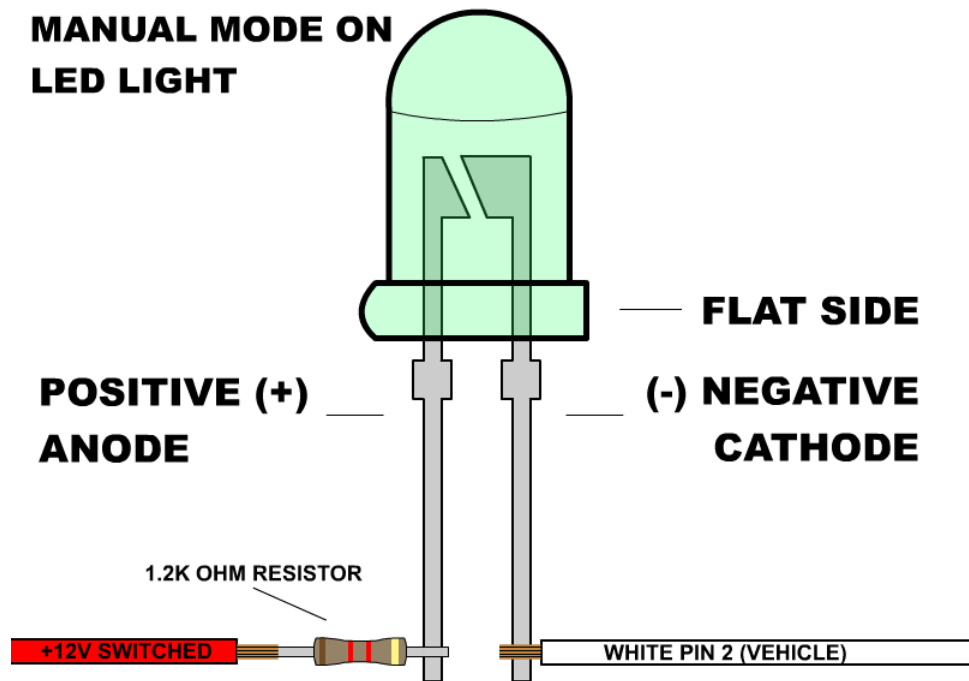 MANUAL MODE ON
LED LIGHT
FLAT SIDE
POSITIVE (+)
ANODE
(-) NEGATIVE
CATHODE
1.2K OHM RESISTOR
+12V SWITCHED
WHITE PIN 2 (VEHICLE)